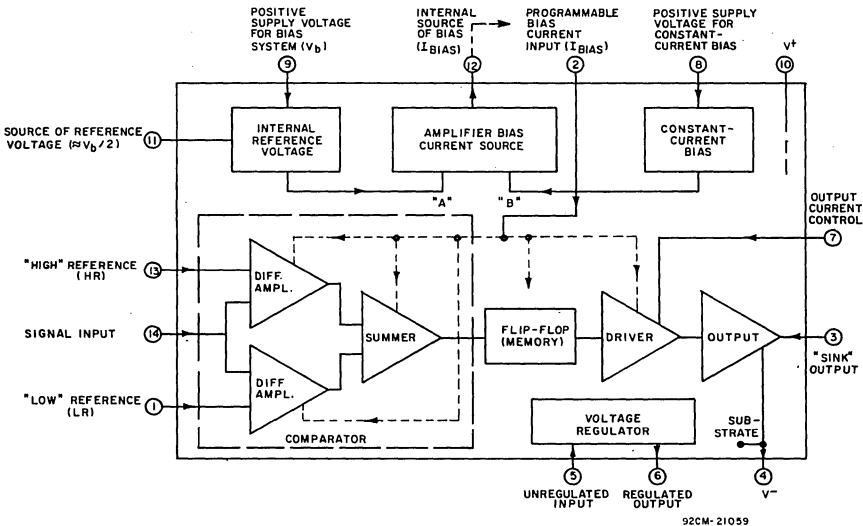 POSITIVE
SUPPLY VOLTAGE
FOR BIAS
SYSTEM (Vb)
9
INTERNAL
SOURCE
OF BIAS
(IBIAS)
12
PROGRAMMABLE
BIAS
CURRENT
INPUT (IBIAS)
2
POSITIVE SUPPLY
VOLTAGE FOR
CONSTANT-
CURRENT BIAS
8
V+
10
SOURCE OF REFERENCE
VOLTAGE (≈Vb/2)
11
INTERNAL
REFERENCE
VOLTAGE
AMPLIFIER BIAS
CURRENT SOURCE
CONSTANT-
CURRENT
BIAS
"A"
"B"
OUTPUT
CURRENT
CONTROL
7
"HIGH" REFERENCE
(HR)
13
DIFF.
AMPL.
SIGNAL INPUT
14
SUMMER
FLIP-FLOP
(MEMORY)
DRIVER
OUTPUT
3
"SINK"
OUTPUT
"LOW" REFERENCE
(LR)
1
DIFF
AMPL.
COMPARATOR
VOLTAGE
REGULATOR
SUB-
STRATE
5
UNREGULATED
INPUT
6
REGULATED
OUTPUT
4
V-
92CM-21059